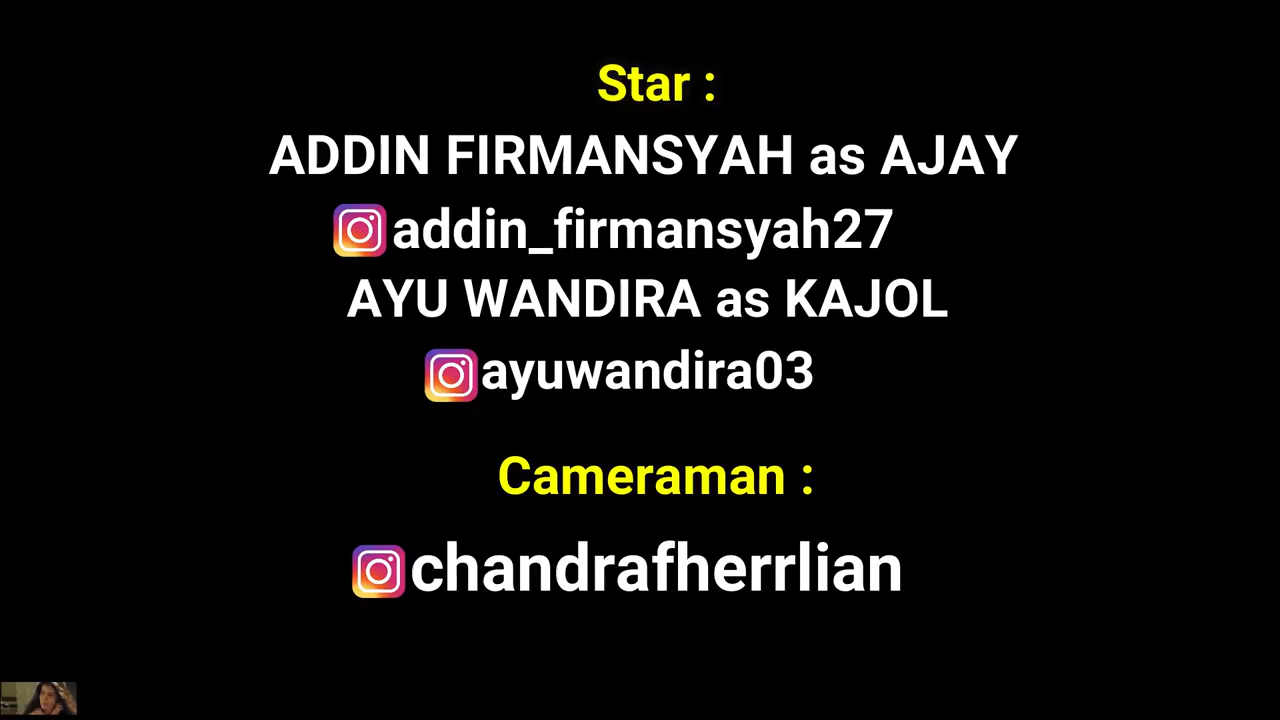 Star :
ADDIN FIRMANSYAH as AJAY
addin_firmansyah27
AYU WANDIRA as KAJOL
ayuwandira03
Cameraman :
chandrafherrlian